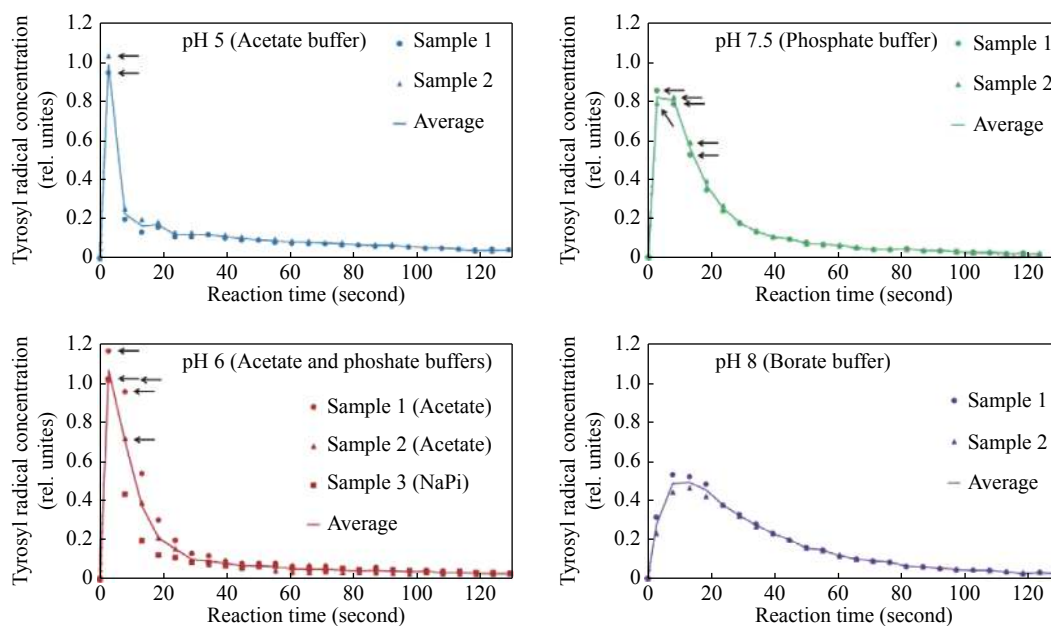 Tyrosyl radical concentration
(rel. unites)
1.2
1.0
0.8
0.6
0.4
0.2
0
pH 5 (Acetate buffer)
Sample 1
Sample 2
Average
0 20 40 60 80 100 120
Reaction time (second)
Tyrosyl radical concentration
(rel. unites)
1.2
1.0
0.8
0.6
0.4
0.2
0
pH 7.5 (Phosphate buffer)
Sample 1
Sample 2
Average
0 20 40 60 80 100 120
Reaction time (second)
Tyrosyl radical concentration
(rel. unites)
1.2
1.0
0.8
0.6
0.4
0.2
0
pH 6 (Acetate and phoshate buffers)
Sample 1 (Acetate)
Sample 2 (Acetate)
Sample 3 (NaPi)
Average
0 20 40 60 80 100 120
Reaction time (second)
Tyrosyl radical concentration
(rel. unites)
1.2
1.0
0.8
0.6
0.4
0.2
0
pH 8 (Borate buffer)
Sample 1
Sample 2
Average
0 20 40 60 80 100 120
Reaction time (second)